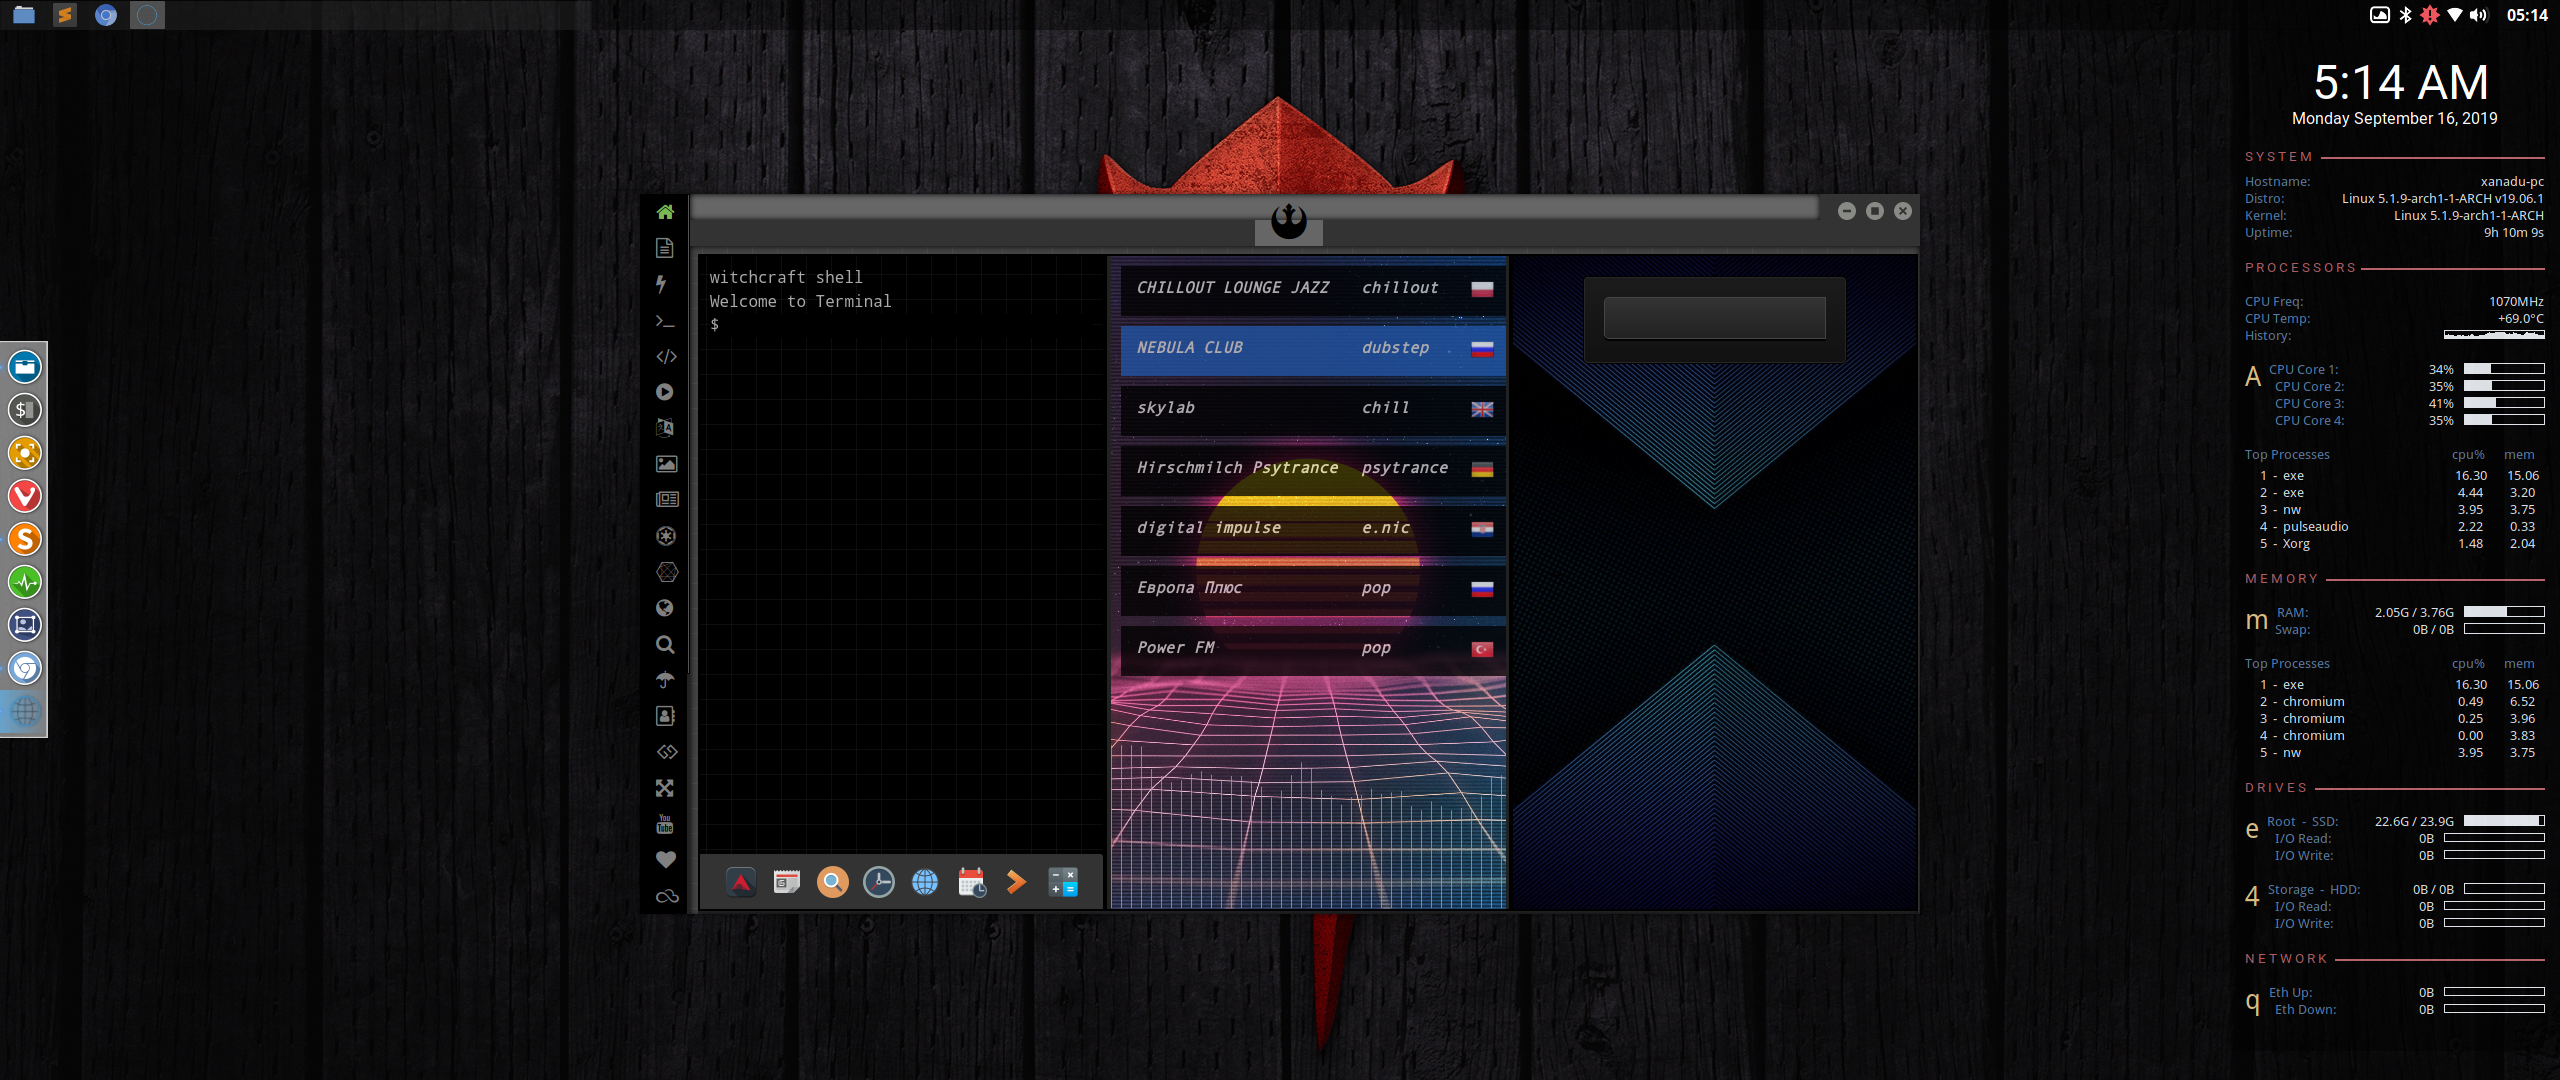 05:14
5:14 AM
Monday September 16, 2019
SYSTEM
Hostname: xanadu-pc
Distro: Linux 5.1.9-arch1-1-ARCH v19.06.1
Kernel: Linux 5.1.9-arch1-1-ARCH
Uptime: 9h 10m 9s
PROCESSORS
CPU Freq: 1070MHz
CPU Temp: +69.0°C
History:
A CPU Core 1: 34%
CPU Core 2: 35%
CPU Core 3: 41%
CPU Core 4: 35%
Top Processes cpu% mem
1 - exe 16.30 15.06
2 - exe 4.44 3.20
3 - nw 3.95 3.75
4 - pulseaudio 2.22 0.33
5 - Xorg 1.48 2.04
MEMORY
m RAM: 2.05G / 3.76G
Swap: 0B / 0B
Top Processes cpu% mem
1 - exe 16.30 15.06
2 - chromium 0.49 6.52
3 - chromium 0.25 3.96
4 - chromium 0.00 3.83
5 - nw 3.95 3.75
DRIVES
e Root - SSD: 22.6G / 23.9G
I/O Read: 0B
I/O Write: 0B
4 Storage - HDD: 0B / 0B
I/O Read: 0B
I/O Write: 0B
NETWORK
q Eth Up: 0B
Eth Down: 0B
witchcraft shell
Welcome to Terminal
$
CHILLOUT LOUNGE JAZZ chillout
NEBULA CLUB dubstep
skylab chill
Hirschmilch Psytrance psytrance
digital impulse e.nic
Европа Плюс pop
Power FM pop
You
Tube